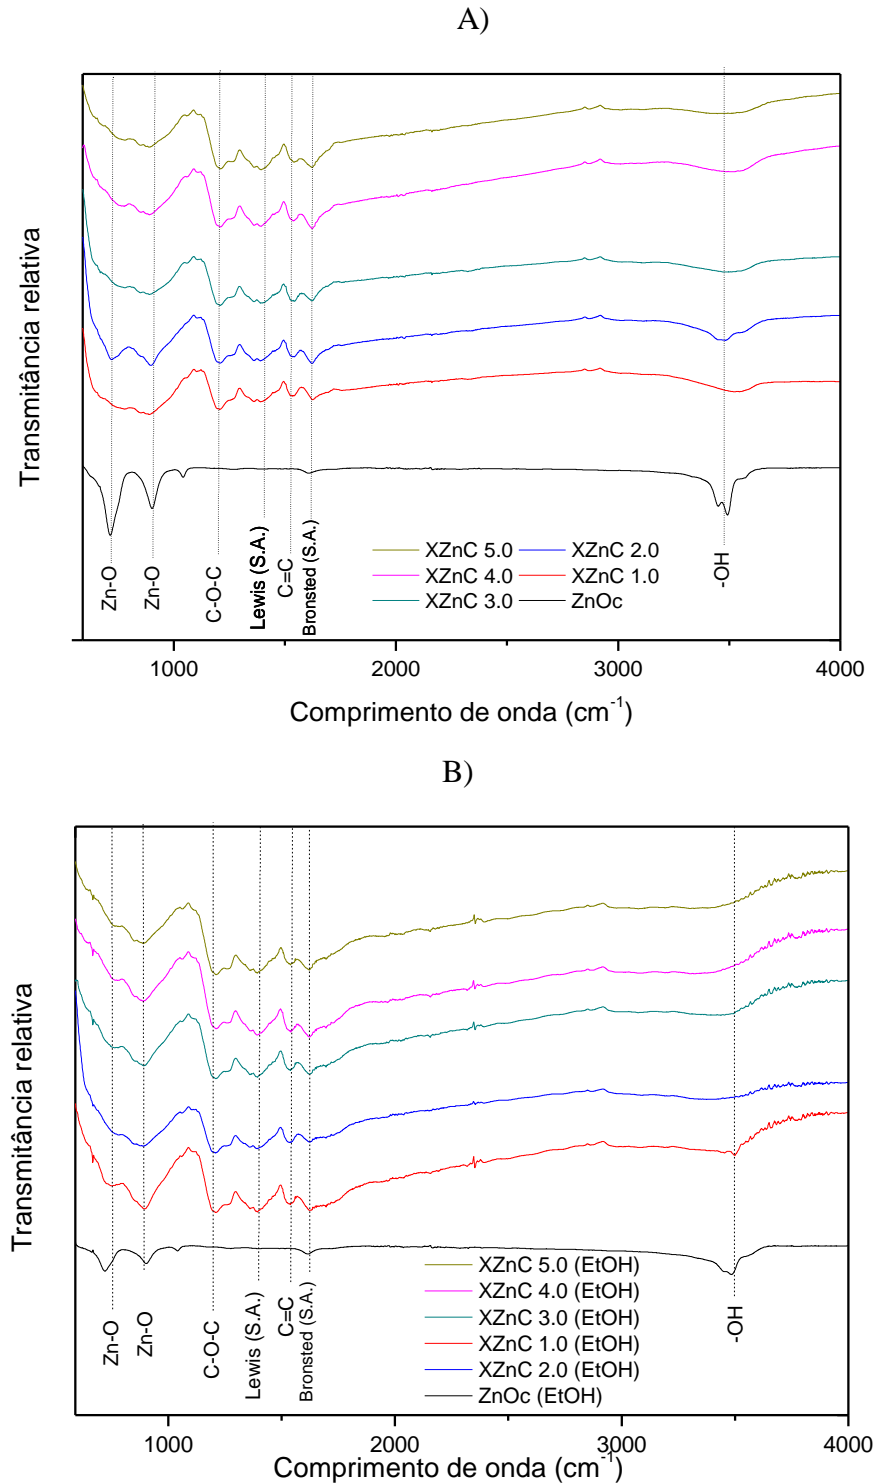 A)
Transmitância relativa
Zn-O
Zn-O
C-O-C
Lewis (S.A.)
C=C
Bronsted (S.A.)
-OH
XZnC 5.0 XZnC 2.0
XZnC 4.0 XZnC 1.0
XZnC 3.0 ZnOc
1000 2000 3000 4000
Comprimento de onda (cm⁻¹)
B)
Transmitância relativa
Zn-O
Zn-O
C-O-C
Lewis (S.A.)
C=C
Bronsted (S.A.)
-OH
XZnC 5.0 (EtOH)
XZnC 4.0 (EtOH)
XZnC 3.0 (EtOH)
XZnC 1.0 (EtOH)
XZnC 2.0 (EtOH)
ZnOc (EtOH)
1000 2000 3000 4000
Comprimento de onda (cm⁻¹)